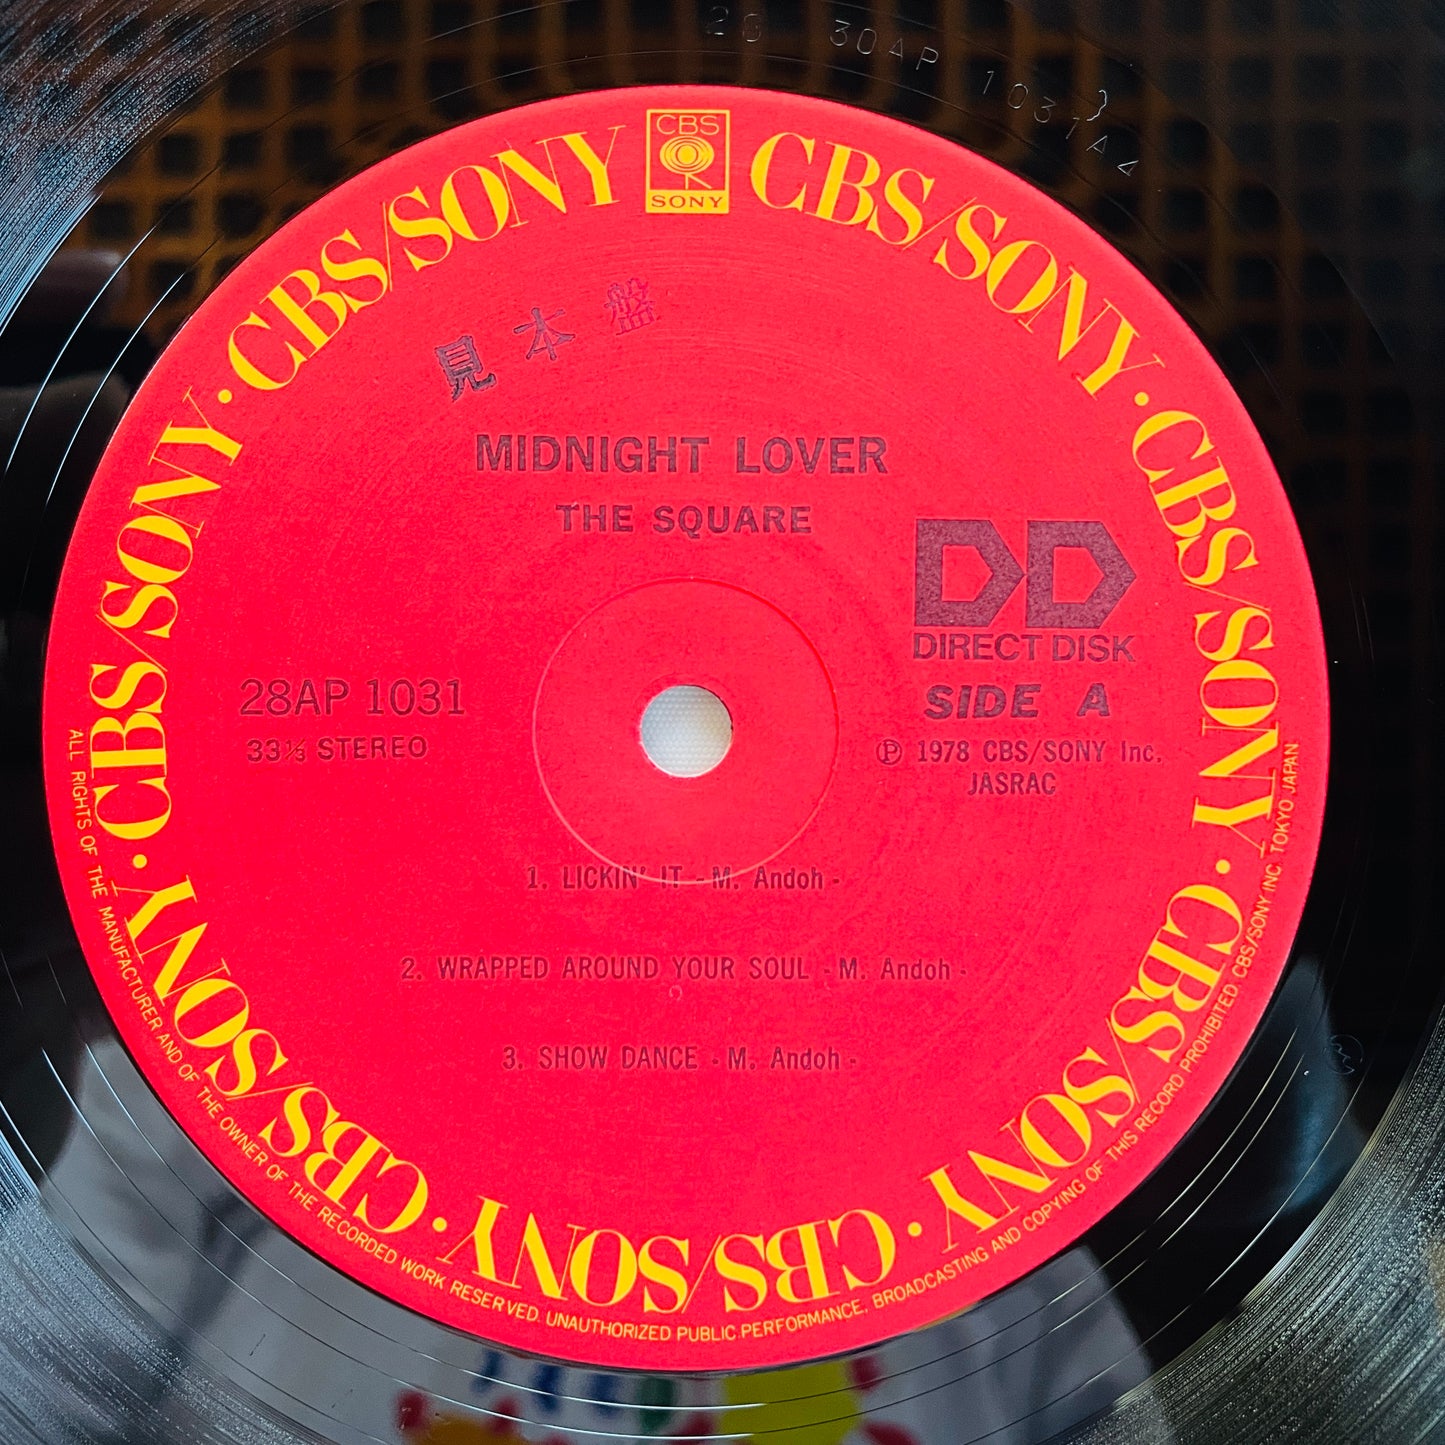 28 30AP 1031A4
CBS
SONY
CBS/SONY · CBS/SONY · CBS/SONY · CBS/SONY · CBS/SONY · CBS/SONY · CBS/SONY · CBS/SONY
見本盤
MIDNIGHT LOVER
THE SQUARE
DD
DIRECT DISK
28AP 1031
SIDE A
33⅓ STEREO
Ⓟ 1978 CBS/SONY Inc.
JASRAC
1. LICKIN' IT - M. Andoh -
2. WRAPPED AROUND YOUR SOUL - M. Andoh -
3. SHOW DANCE - M. Andoh -
ALL RIGHTS OF THE MANUFACTURER AND OF THE OWNER OF THE RECORDED WORK RESERVED. UNAUTHORIZED PUBLIC PERFORMANCE, BROADCASTING AND COPYING OF THIS RECORD PROHIBITED. CBS/SONY INC. TOKYO JAPAN